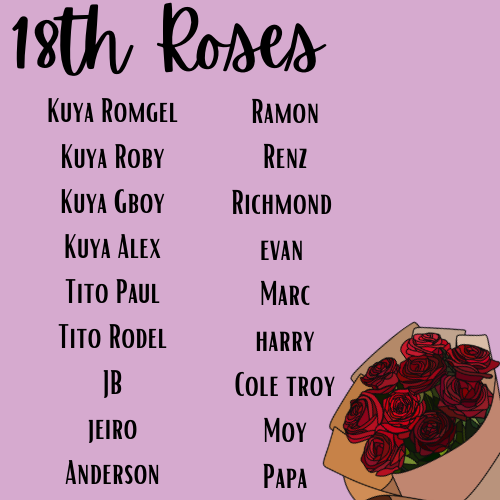 18th Roses
Kuya Romgel
Kuya Roby
Kuya Gboy
Kuya Alex
Tito Paul
Tito Rodel
JB
jeiro
Anderson
Ramon
Renz
Richmond
evan
Marc
harry
Cole troy
Moy
Papa